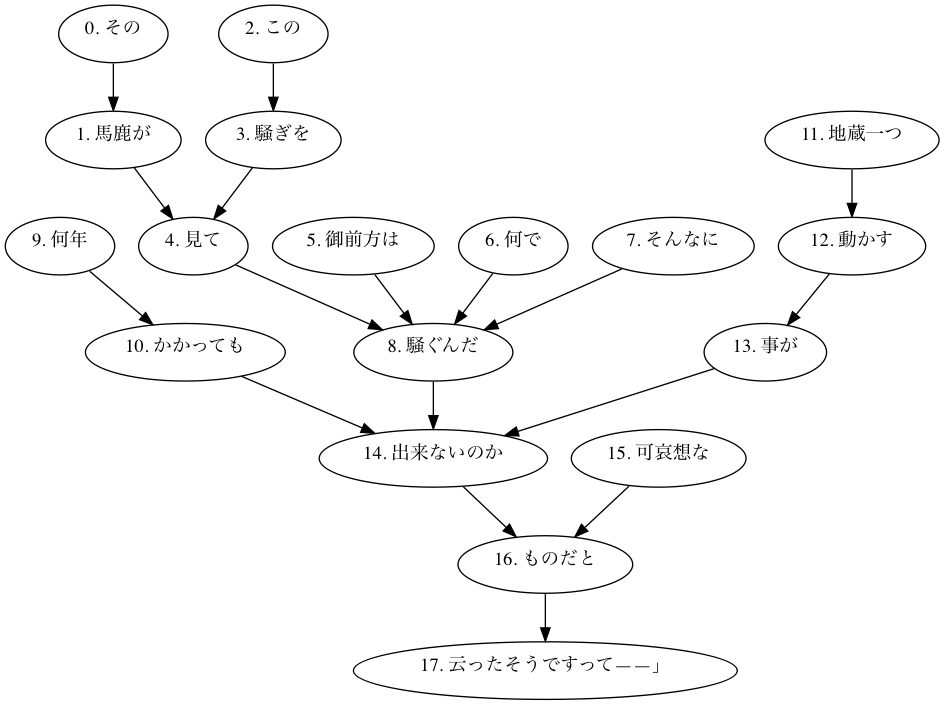 0. その
1. 馬鹿が
2. この
3. 騒ぎを
4. 見て
5. 御前方は
6. 何で
7. そんなに
8. 騒ぐんだ
9. 何年
10. かかっても
11. 地蔵一つ
12. 動かす
13. 事が
14. 出来ないのか
15. 可哀想な
16. ものだと
17. 云ったそうですって——」